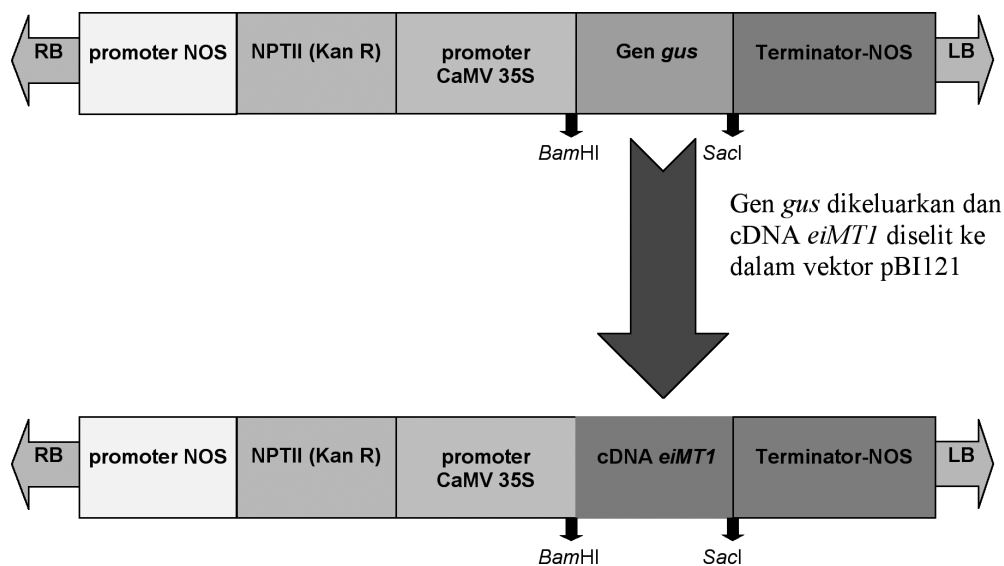 RB
promoter NOS
NPTII (Kan R)
promoter
CaMV 35S
Gen gus
Terminator-NOS
LB
BamHI
SacI
Gen gus dikeluarkan dan
cDNA eiMT1 diselit ke
dalam vektor pBI121
RB
promoter NOS
NPTII (Kan R)
promoter
CaMV 35S
cDNA eiMT1
Terminator-NOS
LB
BamHI
SacI